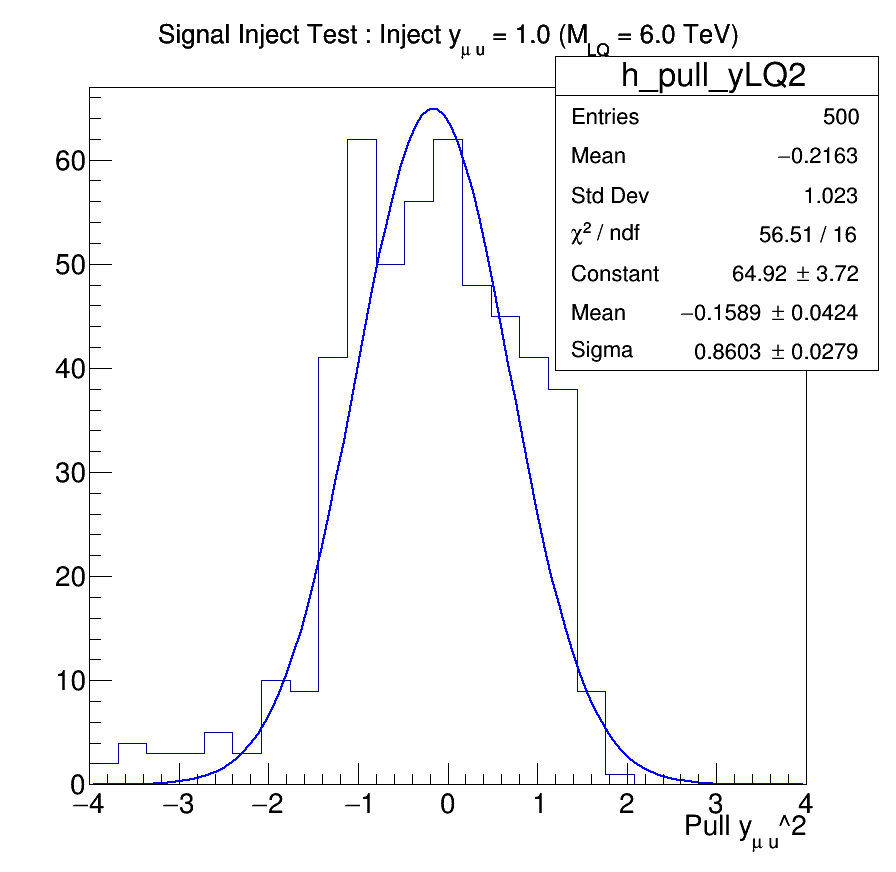 Signal Inject Test : Inject y_μ u = 1.0 (M_LQ = 6.0 TeV)
h_pull_yLQ2
Entries 500
Mean −0.2163
Std Dev 1.023
χ² / ndf 56.51 / 16
Constant 64.92 ± 3.72
Mean −0.1589 ± 0.0424
Sigma 0.8603 ± 0.0279
60
50
40
30
20
10
0
−4 −3 −2 −1 0 1 2 3 4
Pull y_μ u^2